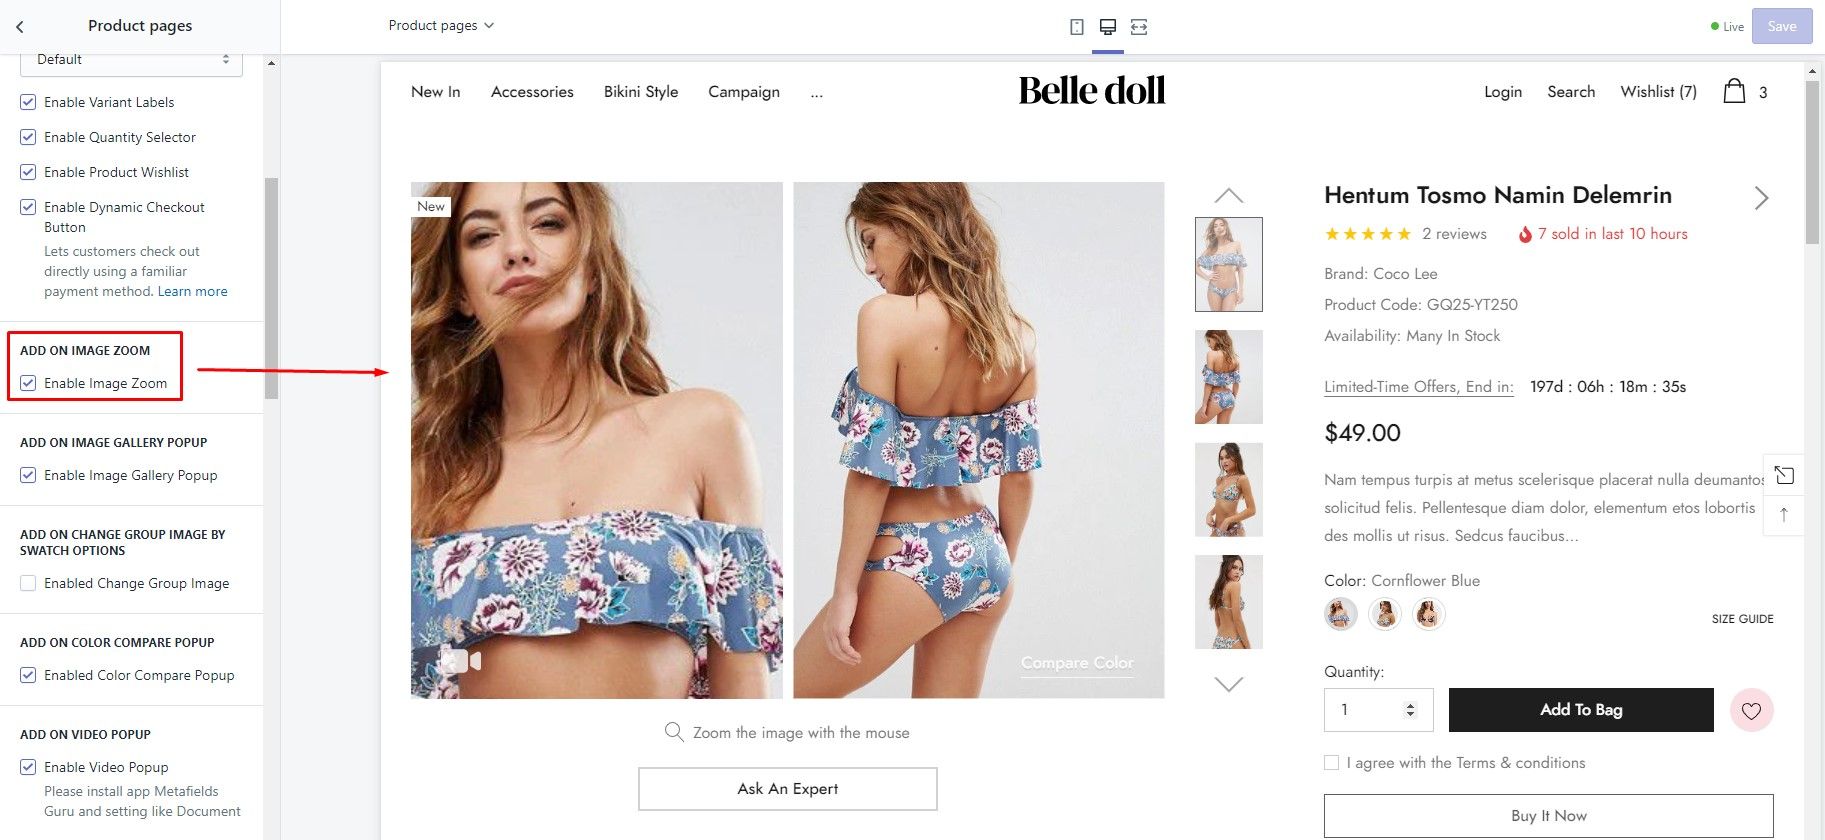 Product pages
Product pages
Live
Save
Default
Enable Variant Labels
Enable Quantity Selector
Enable Product Wishlist
Enable Dynamic Checkout
Button
Lets customers check out
directly using a familiar
payment method. Learn more
ADD ON IMAGE ZOOM
Enable Image Zoom
ADD ON IMAGE GALLERY POPUP
Enable Image Gallery Popup
ADD ON CHANGE GROUP IMAGE BY
SWATCH OPTIONS
Enabled Change Group Image
ADD ON COLOR COMPARE POPUP
Enabled Color Compare Popup
ADD ON VIDEO POPUP
Enable Video Popup
Please install app Metafields
Guru and setting like Document
New In Accessories Bikini Style Campaign ...
Belle doll
Login Search Wishlist (7) 3
New
Compare Color
Zoom the image with the mouse
Ask An Expert
Hentum Tosmo Namin Delemrin
2 reviews 7 sold in last 10 hours
Brand: Coco Lee
Product Code: GQ25-YT250
Availability: Many In Stock
Limited-Time Offers, End in: 197d : 06h : 18m : 35s
$49.00
Nam tempus turpis at metus scelerisque placerat nulla deumantos
solicitud felis. Pellentesque diam dolor, elementum etos lobortis
des mollis ut risus. Sedcus faucibus...
Color: Cornflower Blue
SIZE GUIDE
Quantity:
1
Add To Bag
I agree with the Terms & conditions
Buy It Now